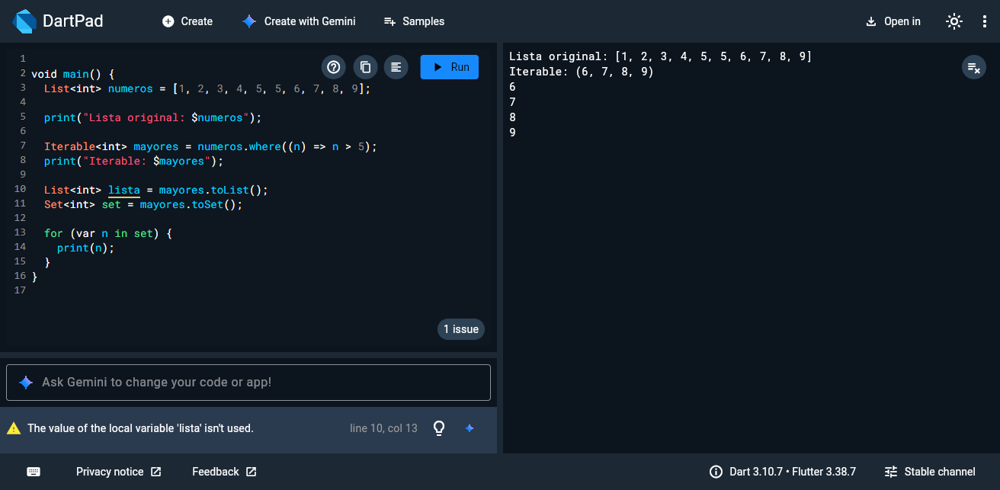 DartPad
Create
Create with Gemini
Samples
Open in
1
2 void main() {
3   List<int> numeros = [1, 2, 3, 4, 5, 5, 6, 7, 8, 9];
4
5   print("Lista original: $numeros");
6
7   Iterable<int> mayores = numeros.where((n) => n > 5);
8   print("Iterable: $mayores");
9
10   List<int> lista = mayores.toList();
11   Set<int> set = mayores.toSet();
12
13   for (var n in set) {
14     print(n);
15   }
16 }
17
Run
1 issue
Ask Gemini to change your code or app!
The value of the local variable 'lista' isn't used. line 10, col 13
Lista original: [1, 2, 3, 4, 5, 5, 6, 7, 8, 9]
Iterable: (6, 7, 8, 9)
6
7
8
9
Privacy notice
Feedback
Dart 3.10.7 • Flutter 3.38.7
Stable channel